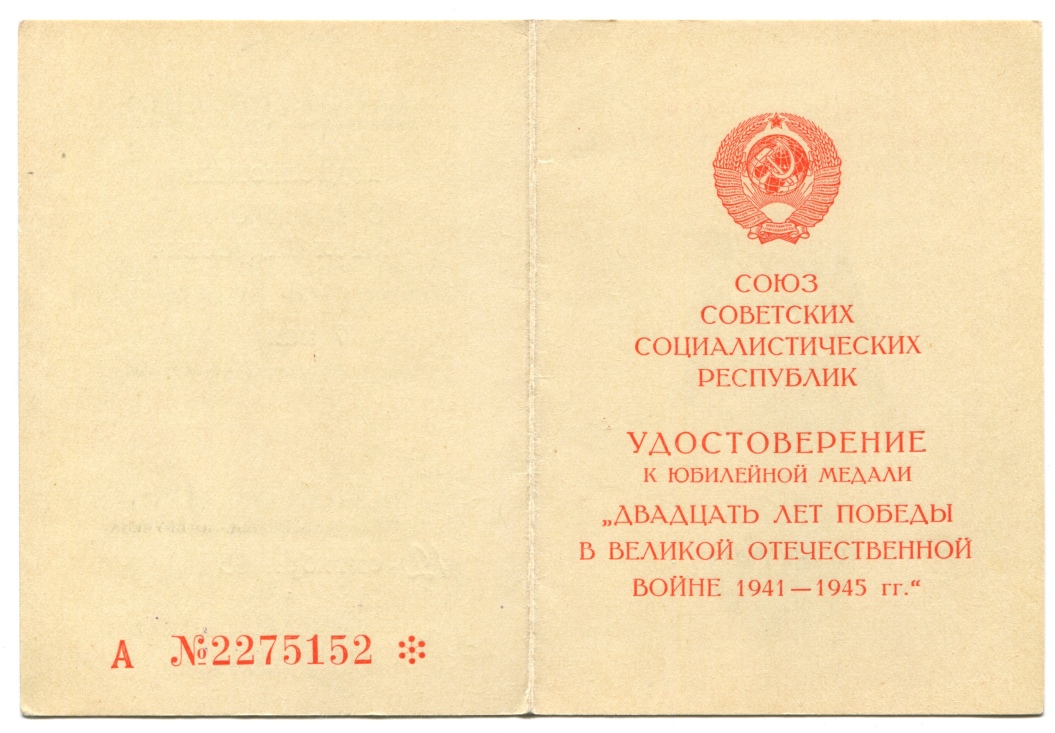 А №2275152
СОЮЗ
СОВЕТСКИХ
СОЦИАЛИСТИЧЕСКИХ
РЕСПУБЛИК
УДОСТОВЕРЕНИЕ
К ЮБИЛЕЙНОЙ МЕДАЛИ
„ДВАДЦАТЬ ЛЕТ ПОБЕДЫ
В ВЕЛИКОЙ ОТЕЧЕСТВЕННОЙ
ВОЙНЕ 1941—1945 гг.“